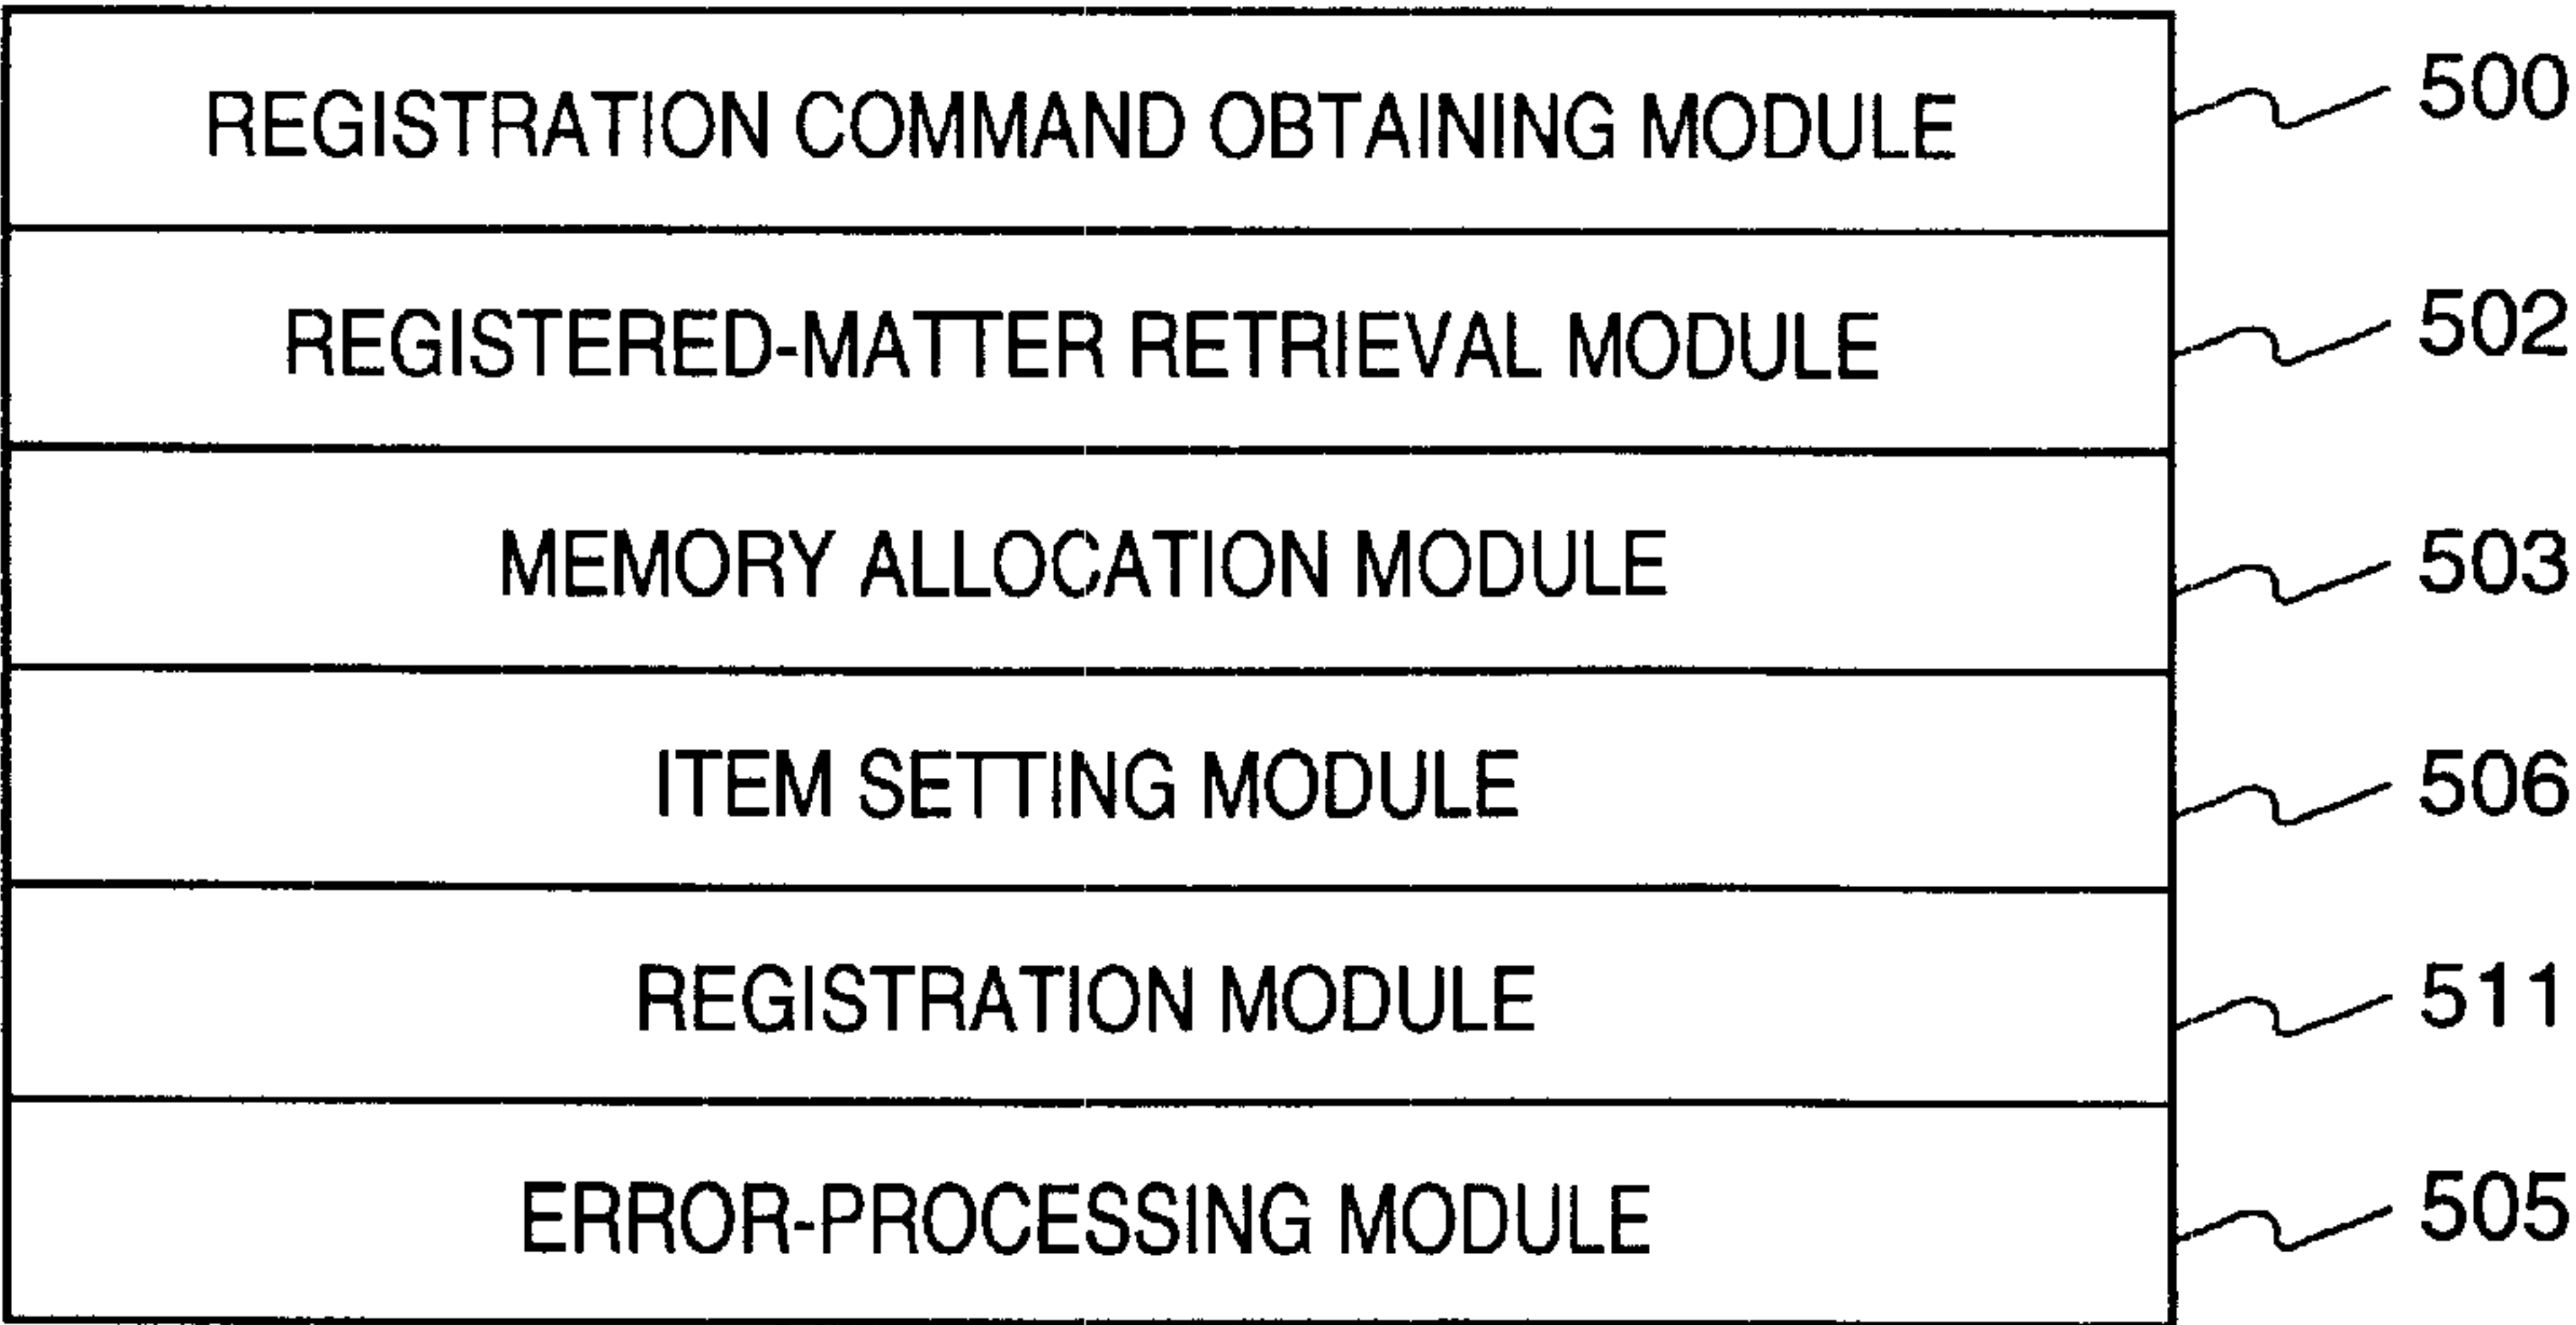 REGISTRATION COMMAND OBTAINING MODULE 500
REGISTERED-MATTER RETRIEVAL MODULE 502
MEMORY ALLOCATION MODULE 503
ITEM SETTING MODULE 506
REGISTRATION MODULE 511
ERROR-PROCESSING MODULE 505